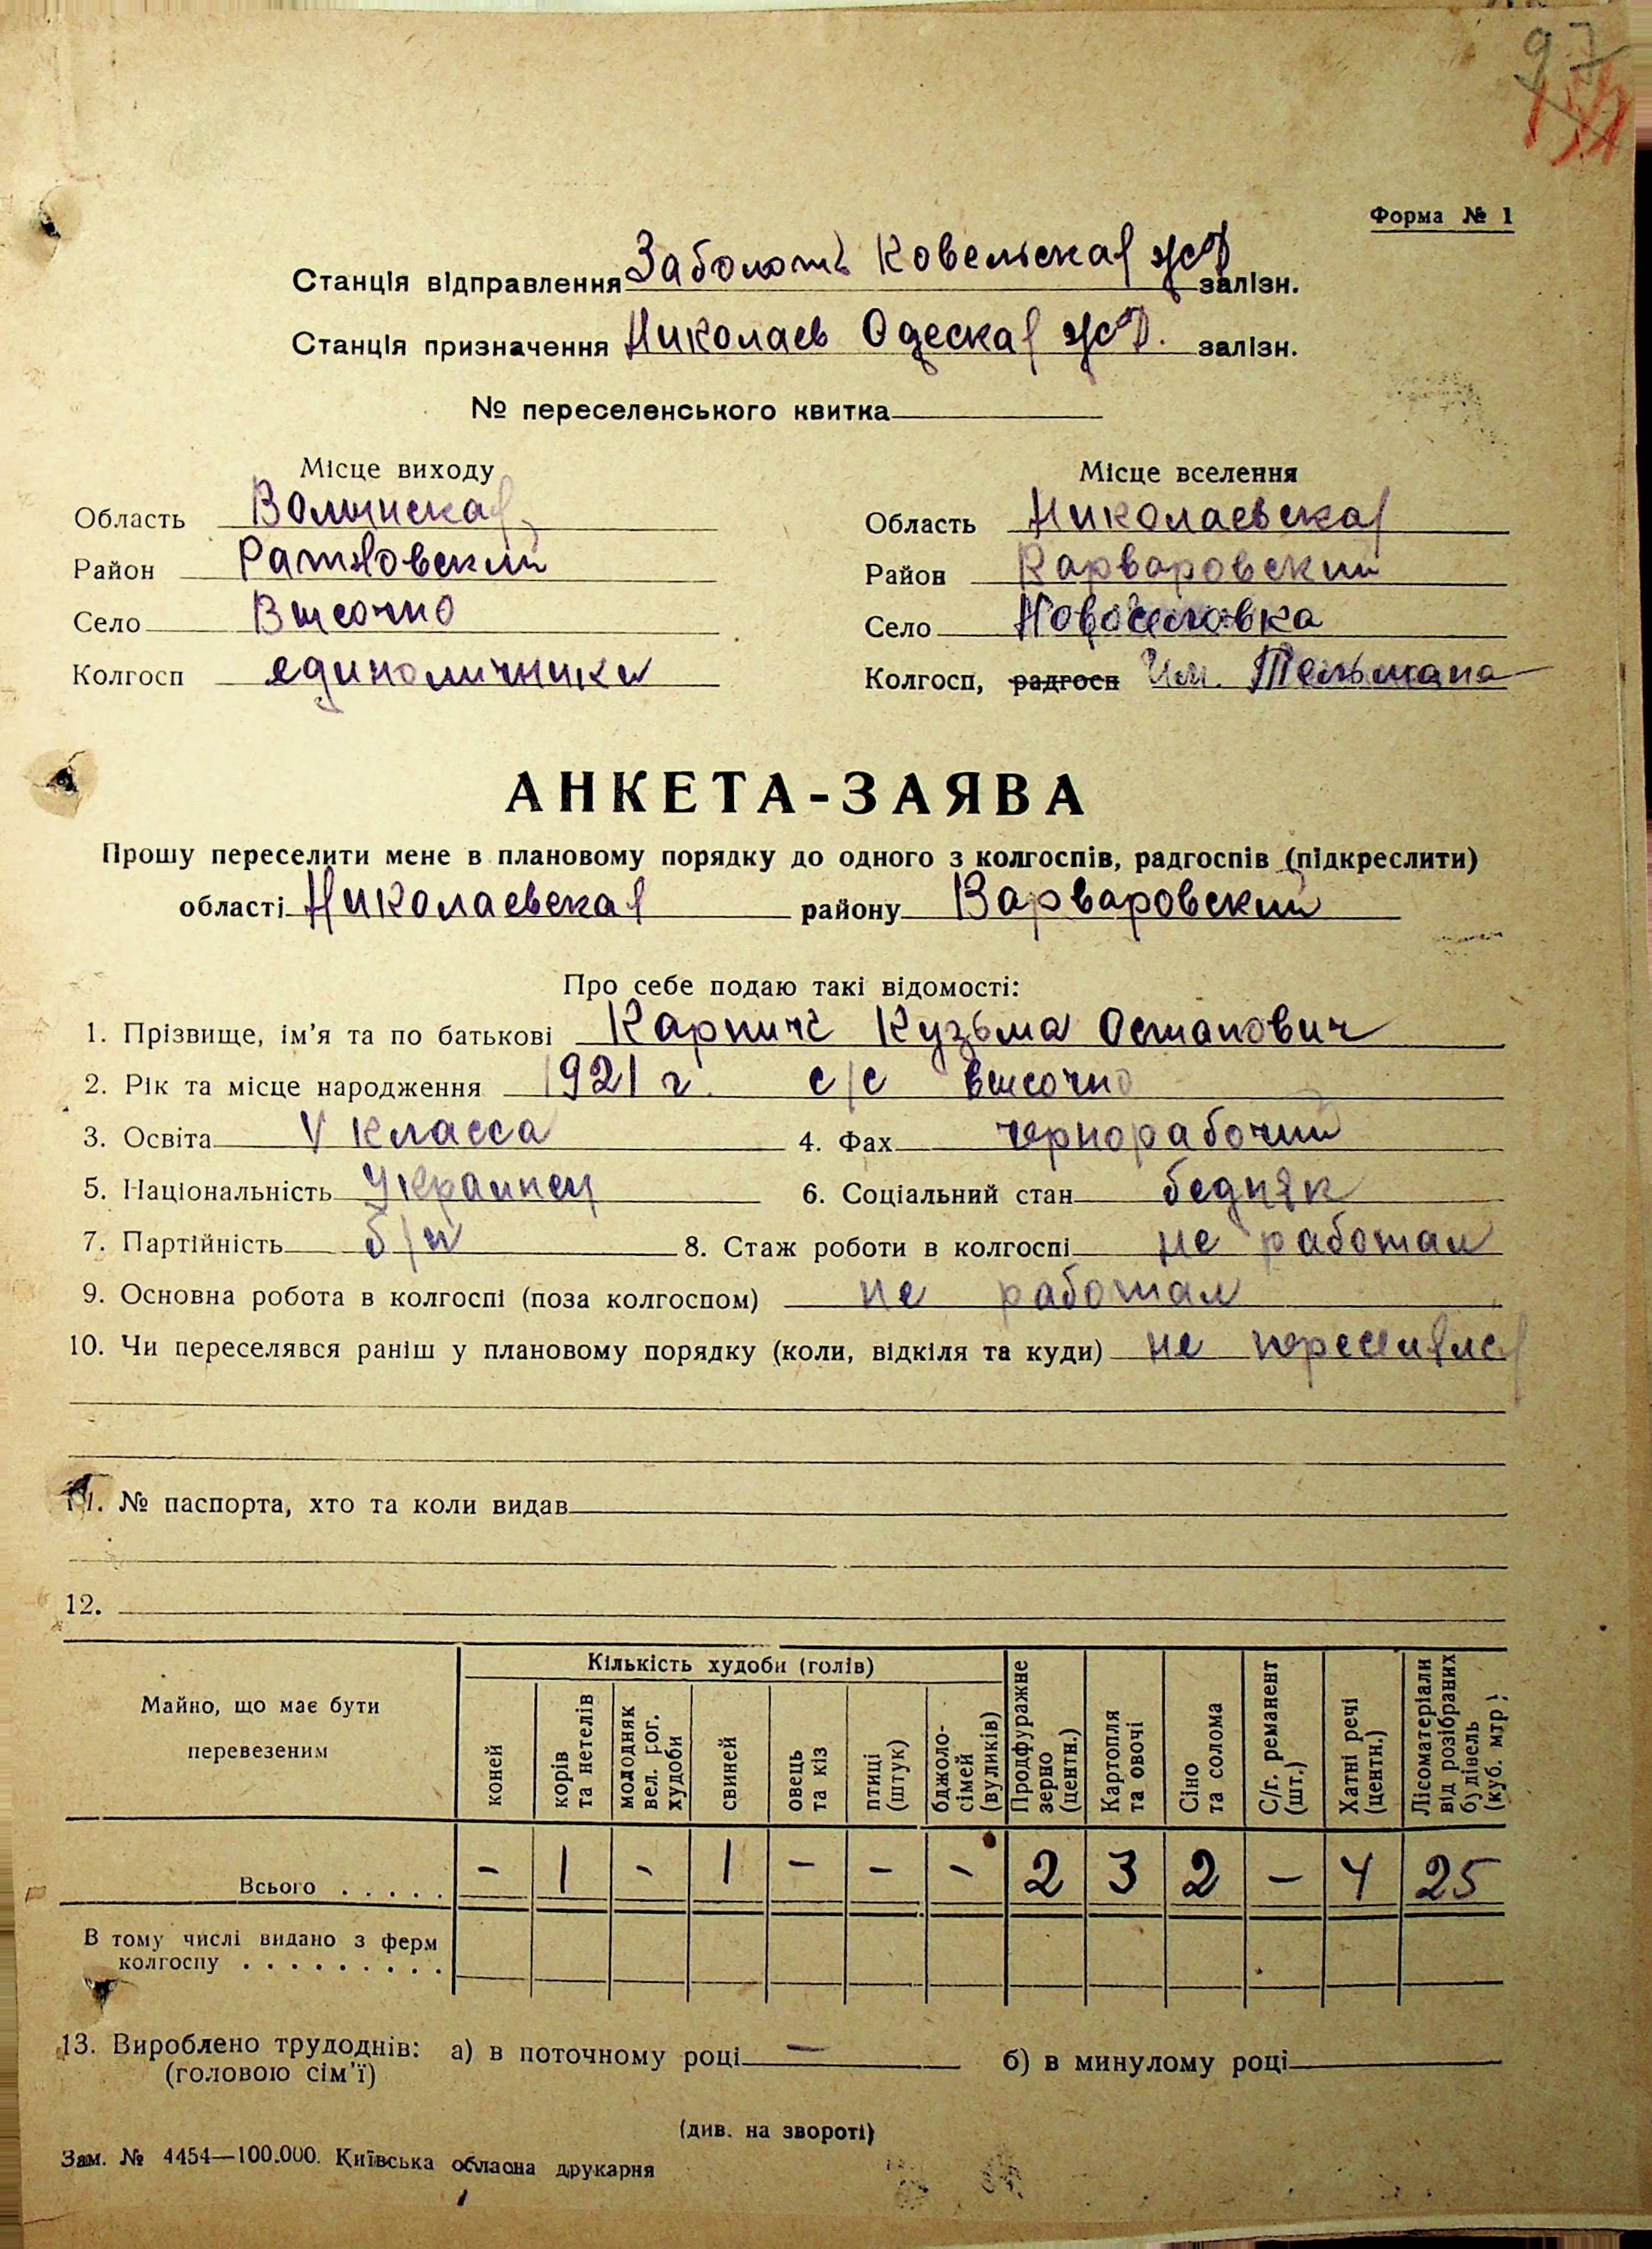 97
Форма № 1
Станція відправлення Заболоть Ковельская ж Д залізн.
Станція призначення Николаев Одеская ж Д. залізн.
№ переселенського квитка
Місце виходу Місце вселення
Область Волынская Область Николаевская
Район Ратновский Район Варваровский
Село Высочно Село Новоселовка
Колгосп единоличники Колгосп, радгосп Им. Тельмана
АНКЕТА-ЗАЯВА
Прошу переселити мене в плановому порядку до одного з колгоспів, радгоспів (підкреслити)
області Николаевская району Варваровский
Про себе подаю такі відомості:
1. Прізвище, ім'я та по батькові Карпич Кузьма Остапович
2. Рік та місце народження 1921 г. с/с высочно
3. Освіта V класса 4. Фах чернорабочий
5. Національність Украинец 6. Соціальний стан бедняк
7. Партійність б/п 8. Стаж роботи в колгоспі не работал
9. Основна робота в колгоспі (поза колгоспом) не работал
10. Чи переселявся раніш у плановому порядку (коли, відкіля та куди) не переселялся
11. № паспорта, хто та коли видав
12.
Майно, що має бути перевезеним Кількість худоби (голів)
коней корів та нетелів молодняк вел. рог. худоби свиней овець та кіз птиці (штук) бджоло-сімей (вуликів) Продфуражне зерно (центн.) Картопля та овочі Сіно та солома С/г. реманент (шт.) Хатні речі (центн.) Лісоматеріали від розібраних будівель (куб. мтр)
Всього . . . . . - 1 - 1 - - - 2 3 2 - 4 25
В тому числі видано з ферм
колгоспу . . . . . . . . .
13. Вироблено трудоднів: а) в поточному році — б) в минулому році
(головою сім'ї)
(див. на звороті)
Зам. № 4454—100.000. Київська обласна друкарня